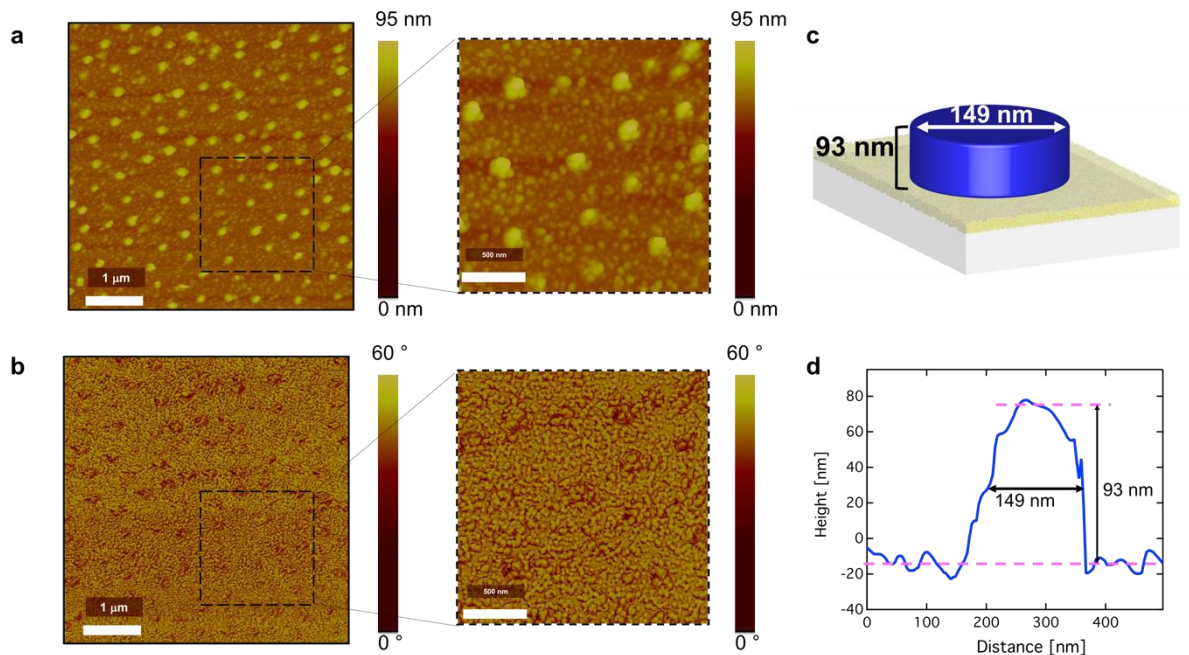 a
95 nm
1 μm
0 nm
500 nm
95 nm
0 nm
c
149 nm
93 nm
b
60 °
1 μm
0 °
500 nm
60 °
0 °
d
Height [nm]
80
60
40
20
0
-20
-40
149 nm
93 nm
0
100
200
300
400
Distance [nm]